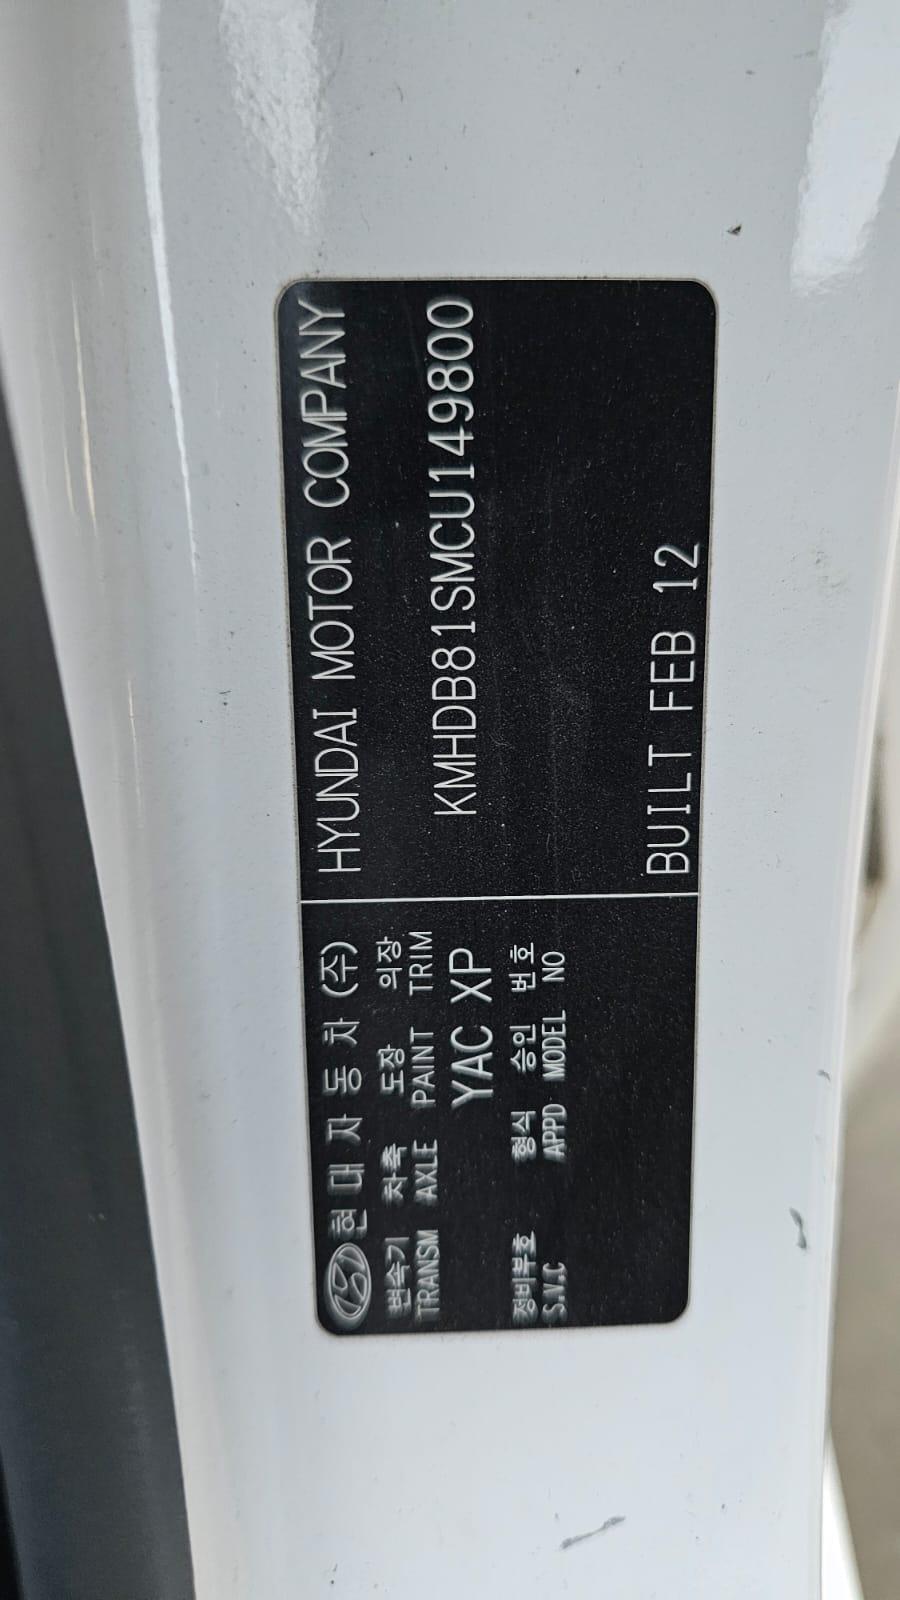 현대자동차(주) HYUNDAI MOTOR COMPANY
변속기 차축 도장 의장
TRANSM AXLE PAINT TRIM
YAC XP KMHDB81SMCU149800
정비부호 형식 승인 번호
S.V.C APPD MODEL NO
BUILT FEB 12